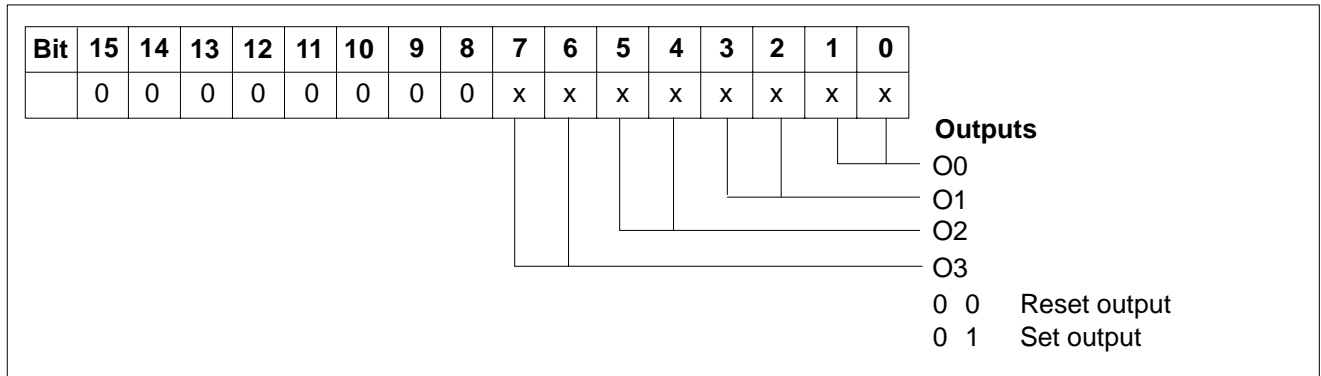 Bit 15 14 13 12 11 10 9 8 7 6 5 4 3 2 1 0
0 0 0 0 0 0 0 0 x x x x x x x x
Outputs
O0
O1
O2
O3
0 0 Reset output
0 1 Set output